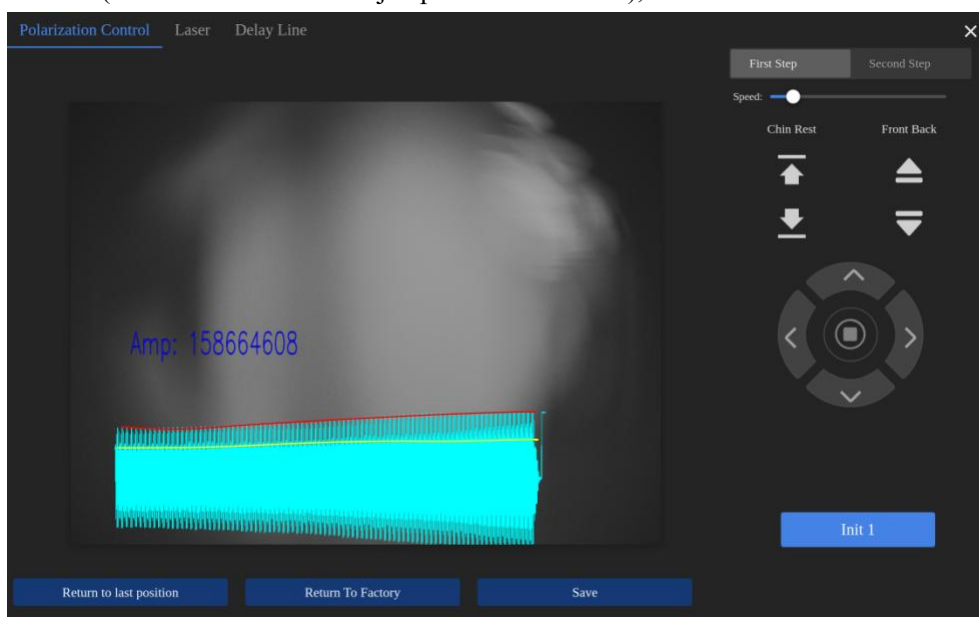 Polarization Control Laser Delay Line
First Step Second Step
Speed:
Chin Rest Front Back
Amp: 158664608
Init 1
Return to last position Return To Factory Save